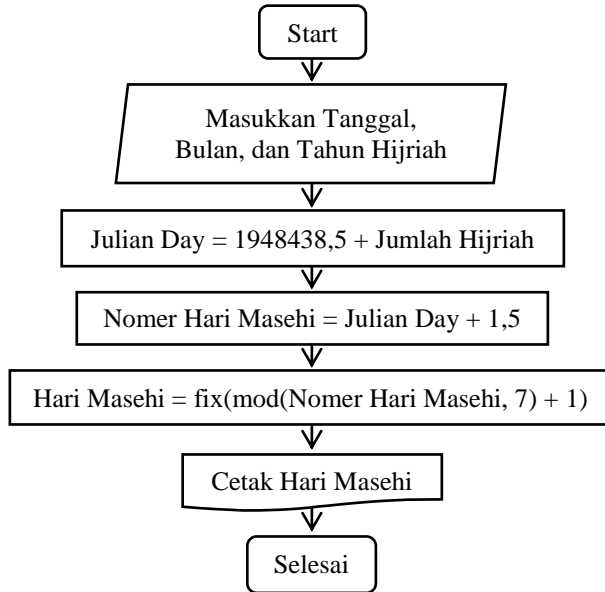 Start
Masukkan Tanggal,
Bulan, dan Tahun Hijriah
Julian Day = 1948438,5 + Jumlah Hijriah
Nomer Hari Masehi = Julian Day + 1,5
Hari Masehi = fix(mod(Nomer Hari Masehi, 7) + 1)
Cetak Hari Masehi
Selesai